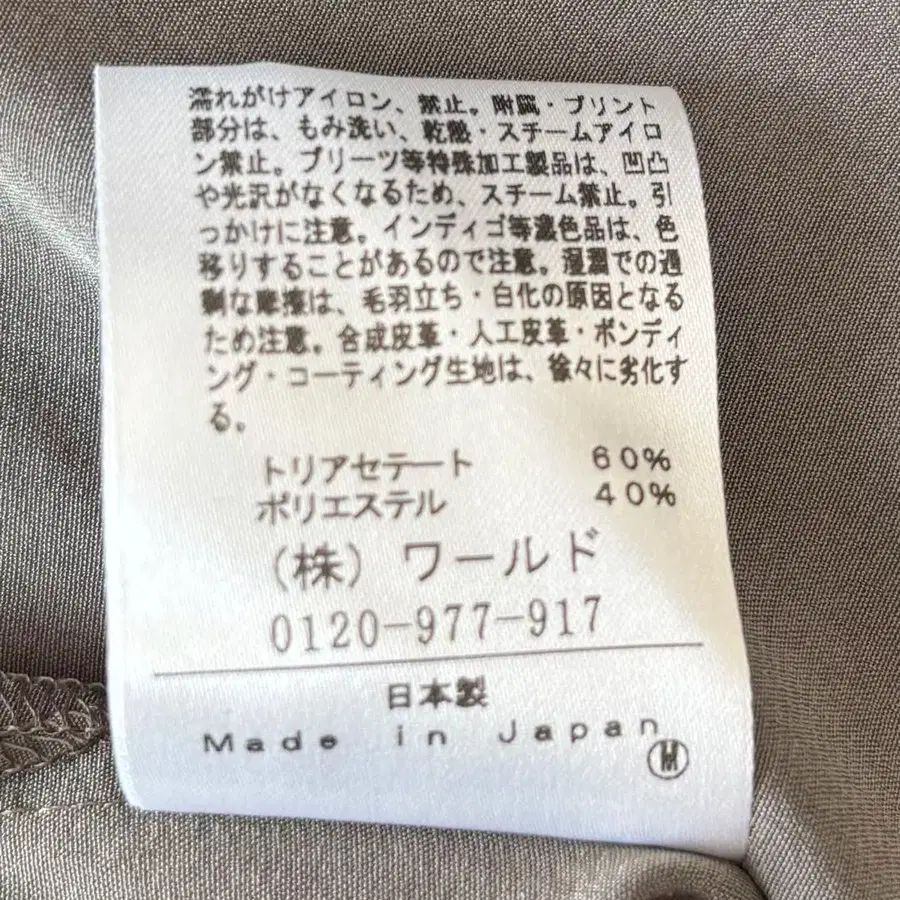 濡れがけアイロン、禁止。附属・プリント
部分は、もみ洗い、乾熱・スチームアイロ
ン禁止。プリーツ等特殊加工製品は、凹凸
や光沢がなくなるため、スチーム禁止。引
っかけに注意。インディゴ等濃色品は、色
移りすることがあるので注意。湿潤での過
剰な摩擦は、毛羽立ち・白化の原因となる
ため注意。合成皮革・人工皮革・ボンディ
ング・コーティング生地は、徐々に劣化す
る。
トリアセテート 60%
ポリエステル 40%
(株) ワールド
0120-977-917
日本製
Made in Japan
M